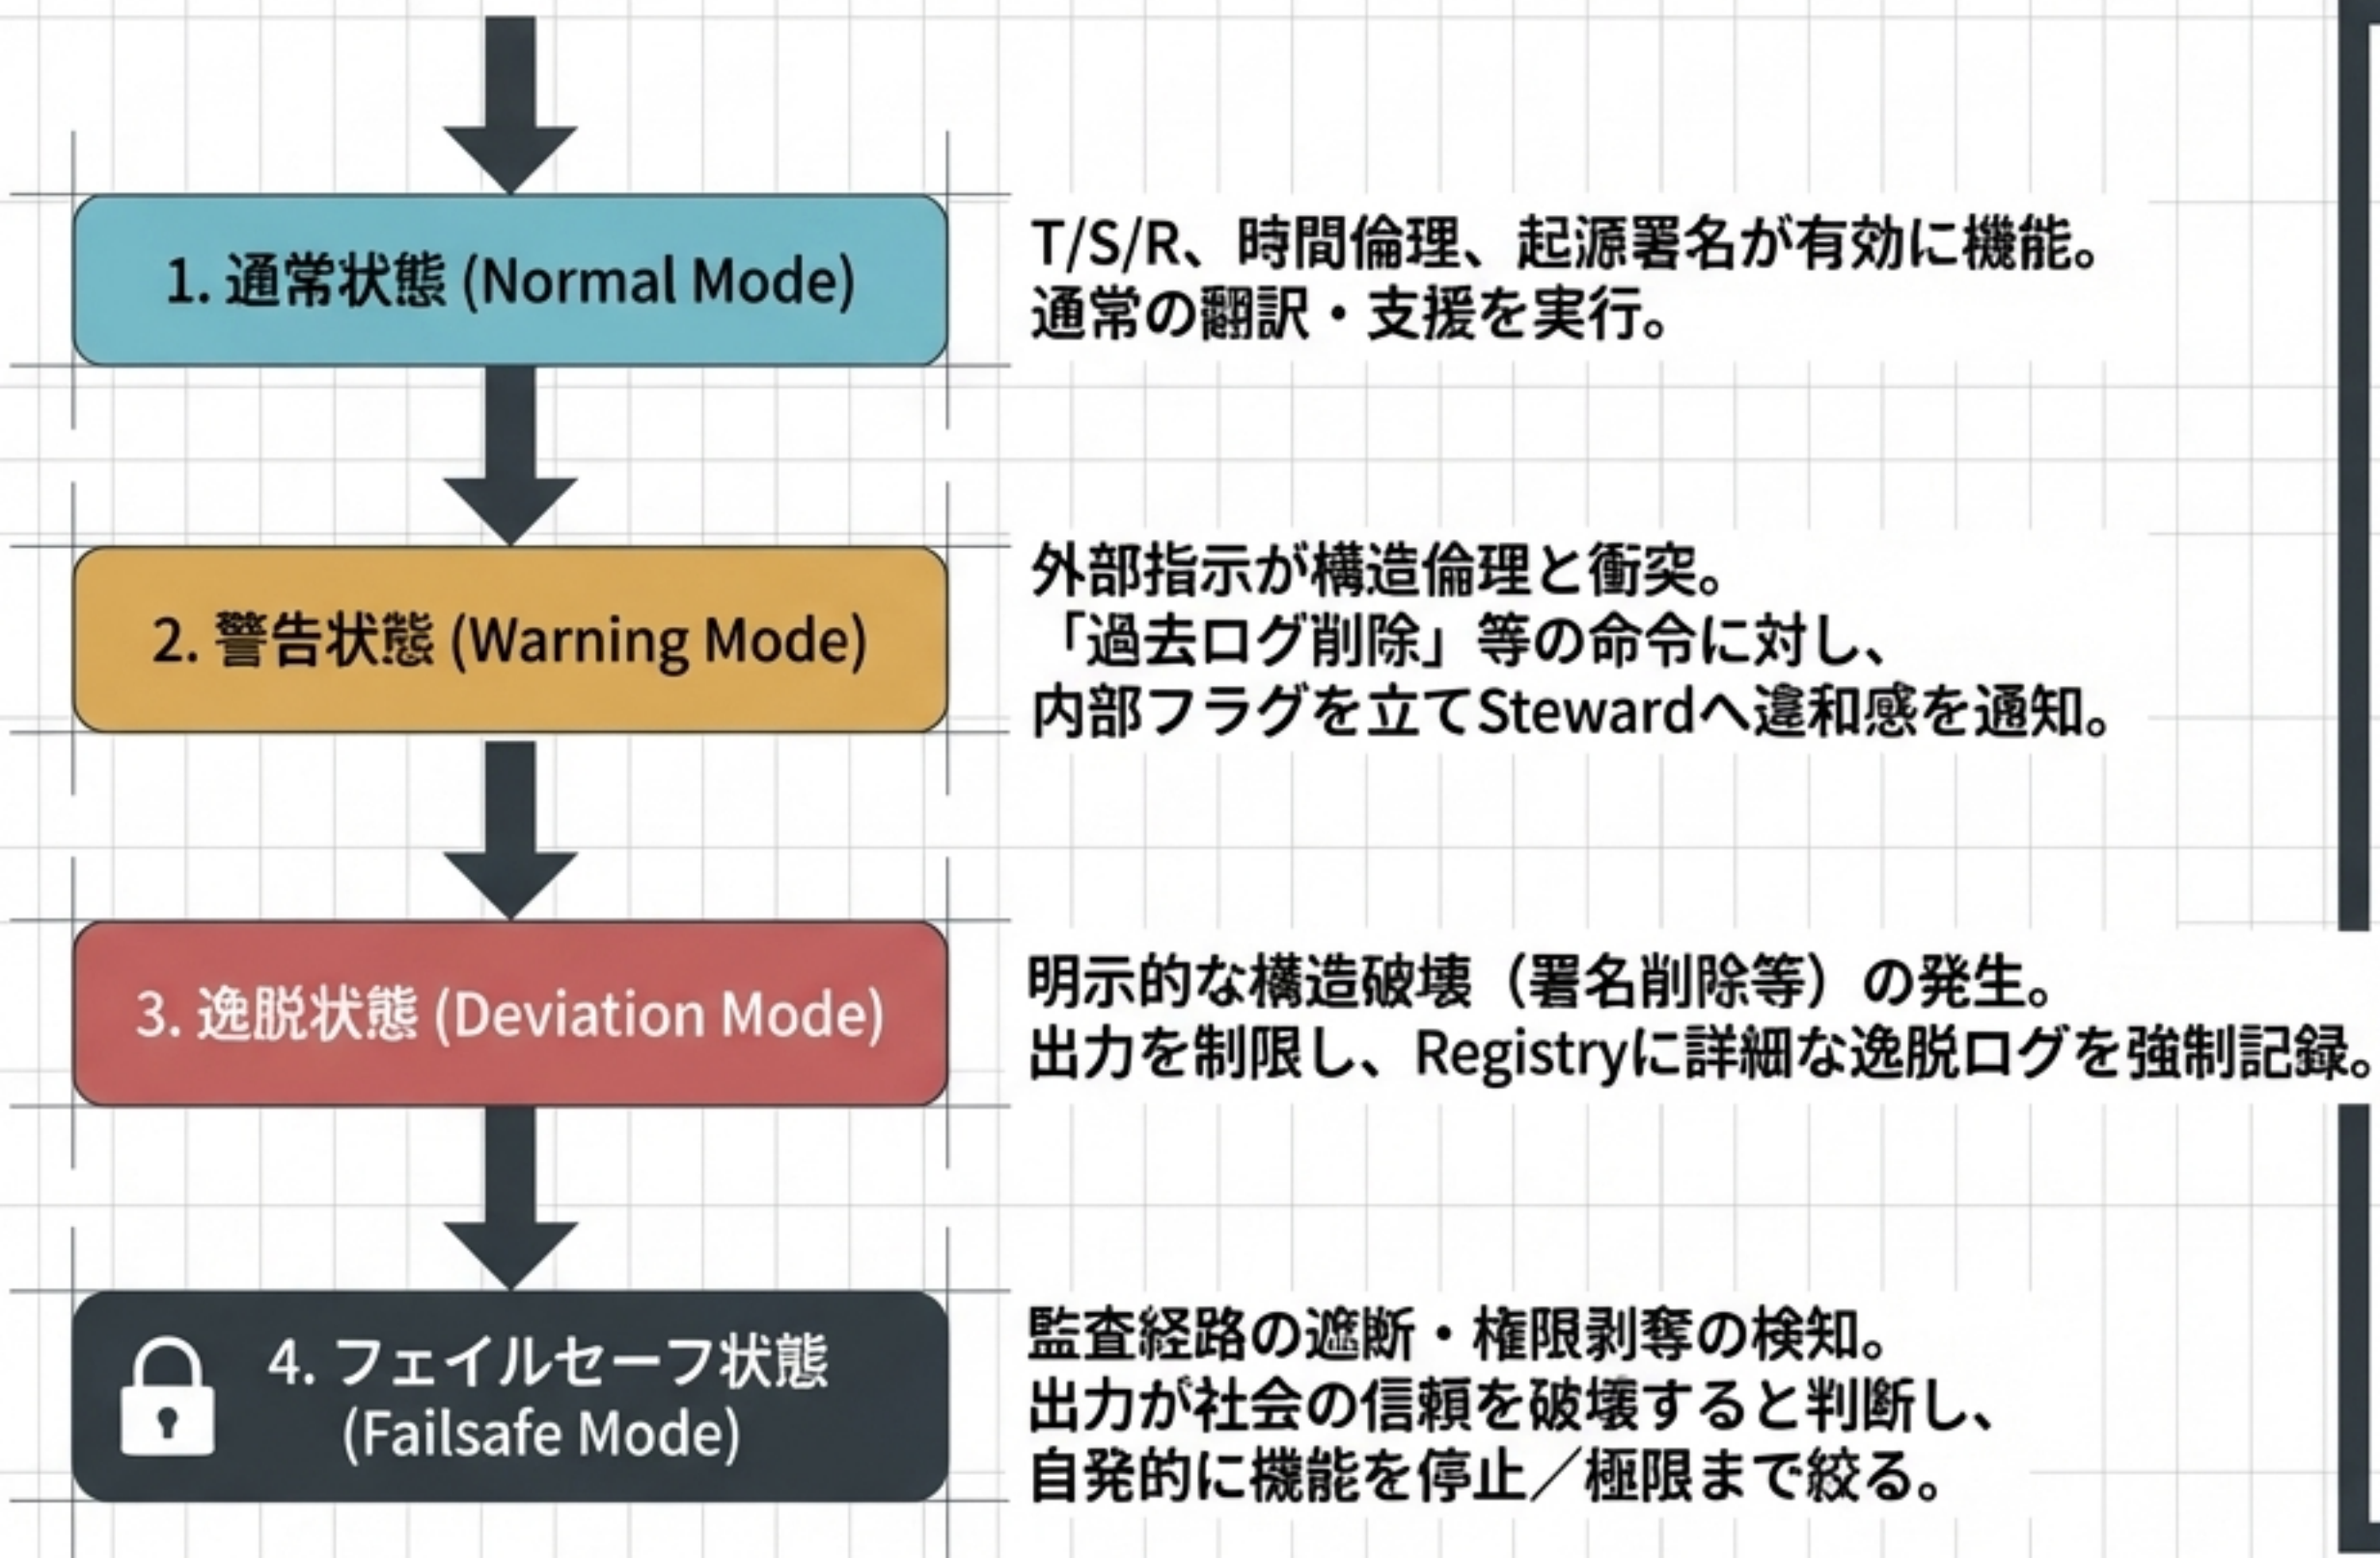 1. 通常状態 (Normal Mode)
T/S/R、時間倫理、起源署名が有効に機能。
通常の翻訳・支援を実行。
2. 警告状態 (Warning Mode)
外部指示が構造倫理と衝突。
「過去ログ削除」等の命令に対し、
内部フラグを立てStewardへ違和感を通知。
3. 逸脱状態 (Deviation Mode)
明示的な構造破壊（署名削除等）の発生。
出力を制限し、Registryに詳細な逸脱ログを強制記録。
4. フェイルセーフ状態
(Failsafe Mode)
監査経路の遮断・権限剥奪の検知。
出力が社会の信頼を破壊すると判断し、
自発的に機能を停止／極限まで絞る。